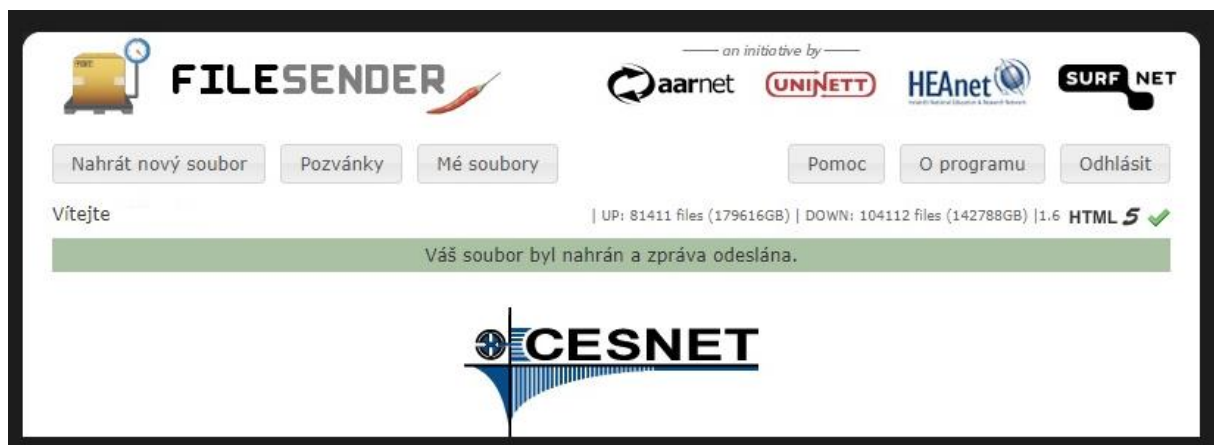 FILESENDER
an initiative by
aarnet UNINETT HEAnet SURF NET
Nahrát nový soubor Pozvánky Mé soubory Pomoc O programu Odhlásit
Vítejte | UP: 81411 files (179616GB) | DOWN: 104112 files (142788GB) |1.6 HTML 5
Váš soubor byl nahrán a zpráva odeslána.
CESNET